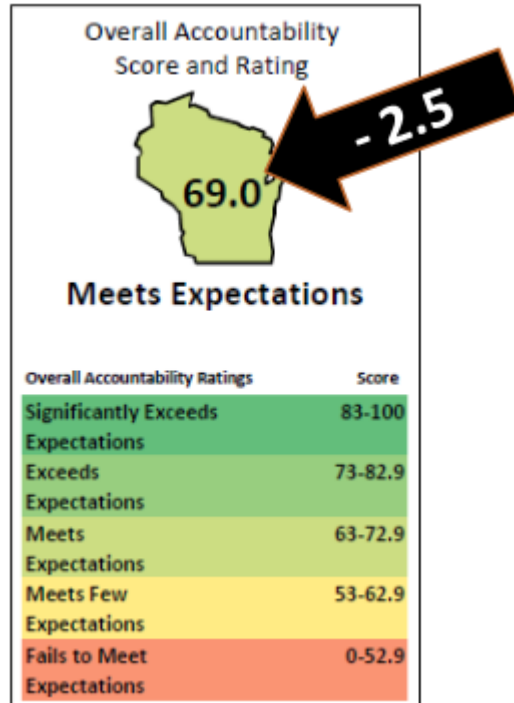 Overall Accountability
Score and Rating
- 2.5
69.0
Meets Expectations
Overall Accountability Ratings Score
Significantly Exceeds 83-100
Expectations
Exceeds 73-82.9
Expectations
Meets 63-72.9
Expectations
Meets Few 53-62.9
Expectations
Fails to Meet 0-52.9
Expectations